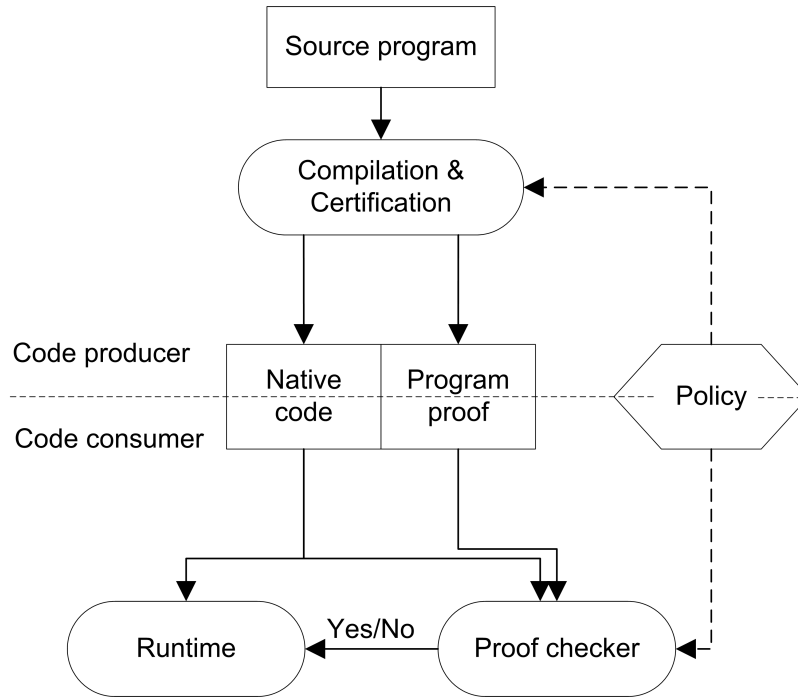 Source program
Compilation &
Certification
Code producer
Native
code
Program
proof
Policy
Code consumer
Yes/No
Runtime
Proof checker